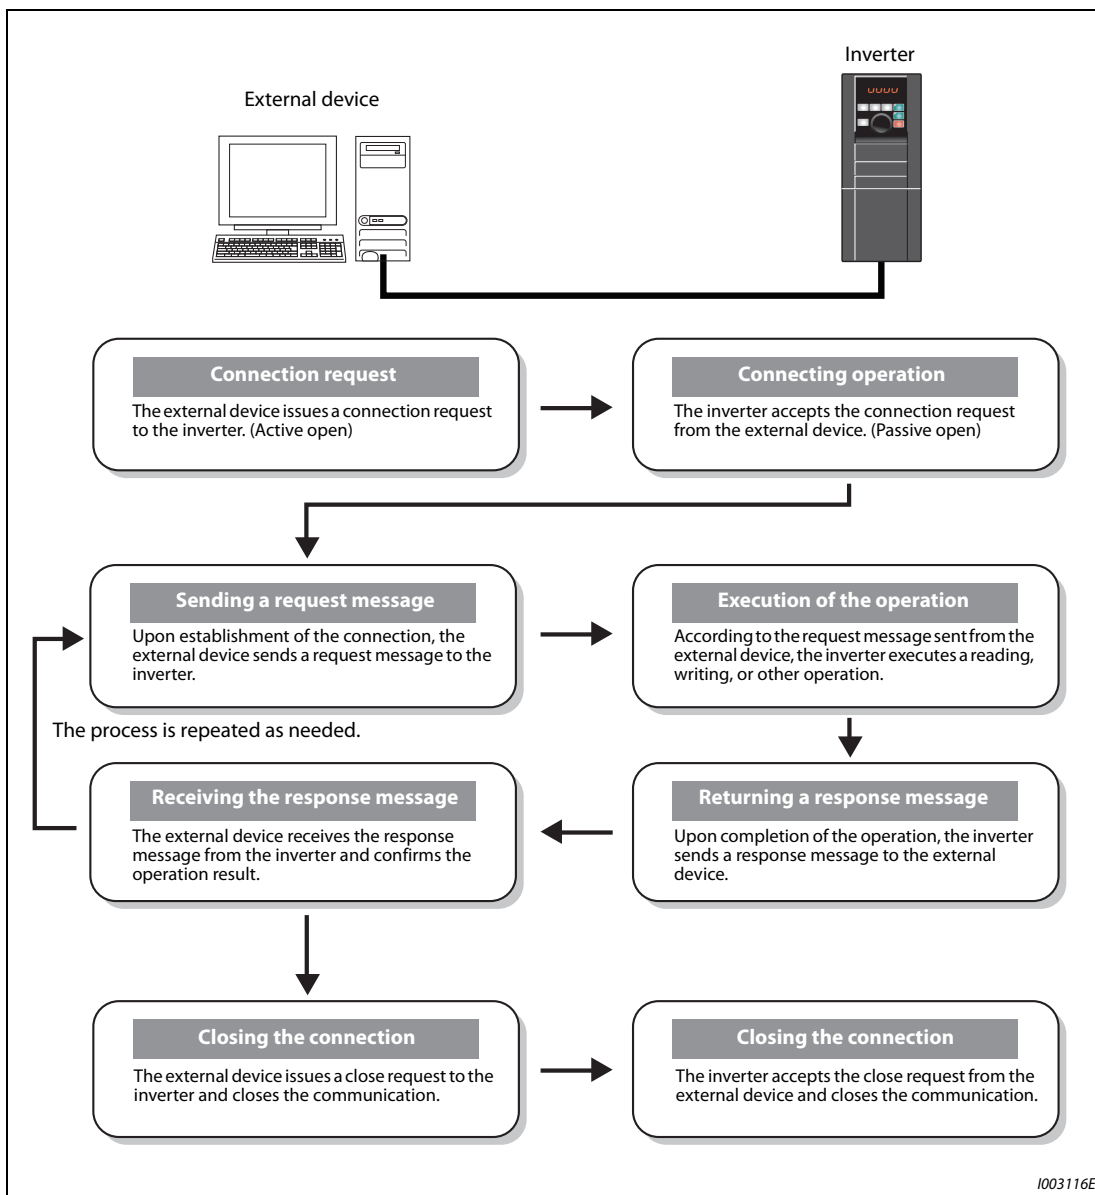 Inverter
External device
Connection request
The external device issues a connection request
to the inverter. (Active open)
Connecting operation
The inverter accepts the connection request
from the external device. (Passive open)
Sending a request message
Upon establishment of the connection, the
external device sends a request message to the
inverter.
Execution of the operation
According to the request message sent from the
external device, the inverter executes a reading,
writing, or other operation.
The process is repeated as needed.
Receiving the response message
The external device receives the response
message from the inverter and confirms the
operation result.
Returning a response message
Upon completion of the operation, the inverter
sends a response message to the external
device.
Closing the connection
The external device issues a close request to the
inverter and closes the communication.
Closing the connection
The inverter accepts the close request from the
external device and closes the communication.
I003116E